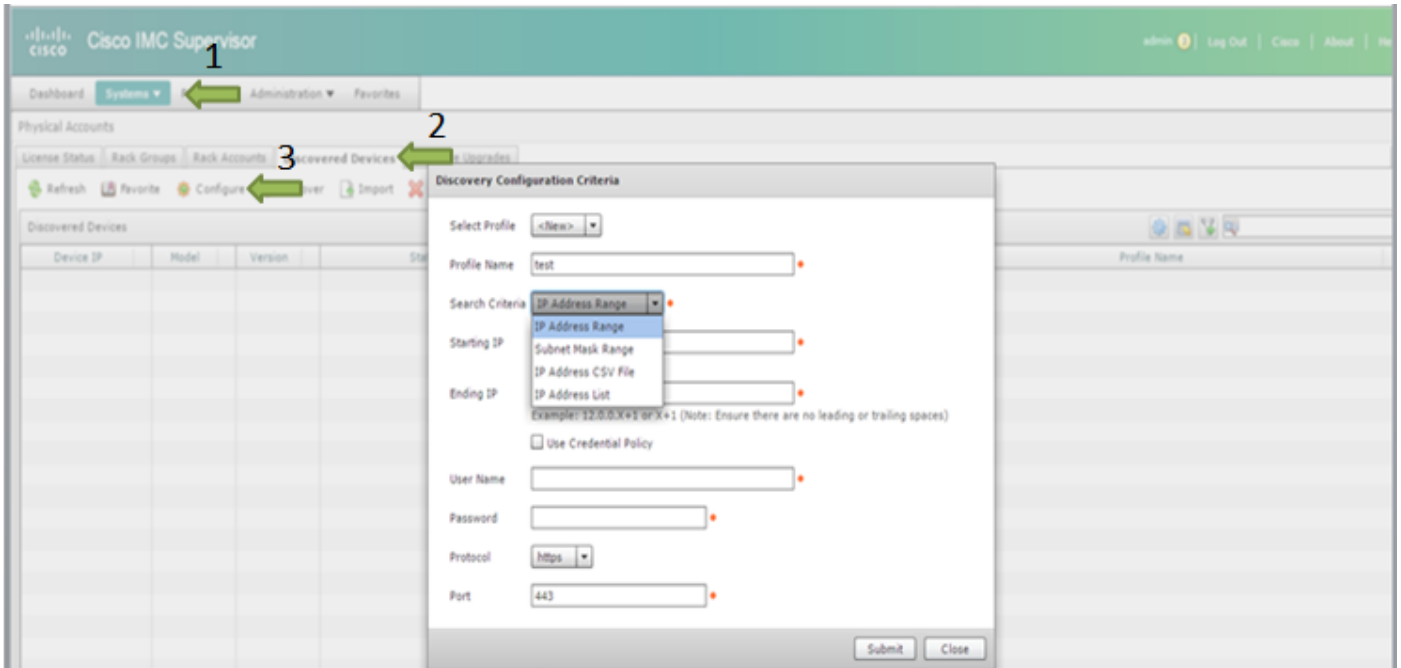 cisco Cisco IMC Supervisor
1
admin Log Out | Cisco | About |
Dashboard Systems Administration Favorites
Physical Accounts
2
License Status Rack Groups Rack Accounts Discovered Devices Upgrades
3
Refresh Favorite Configure Import
Discovered Devices
Device IP Model Version Profile Name
Discovery Configuration Criteria
Select Profile <New>
Profile Name test
Search Criteria IP Address Range
IP Address Range
Subnet Mask Range
IP Address CSV File
IP Address List
Starting IP
Ending IP
Example: 12.0.0.X+1 or X+1 (Note: Ensure there are no leading or trailing spaces)
Use Credential Policy
User Name
Password
Protocol https
Port 443
Submit Close